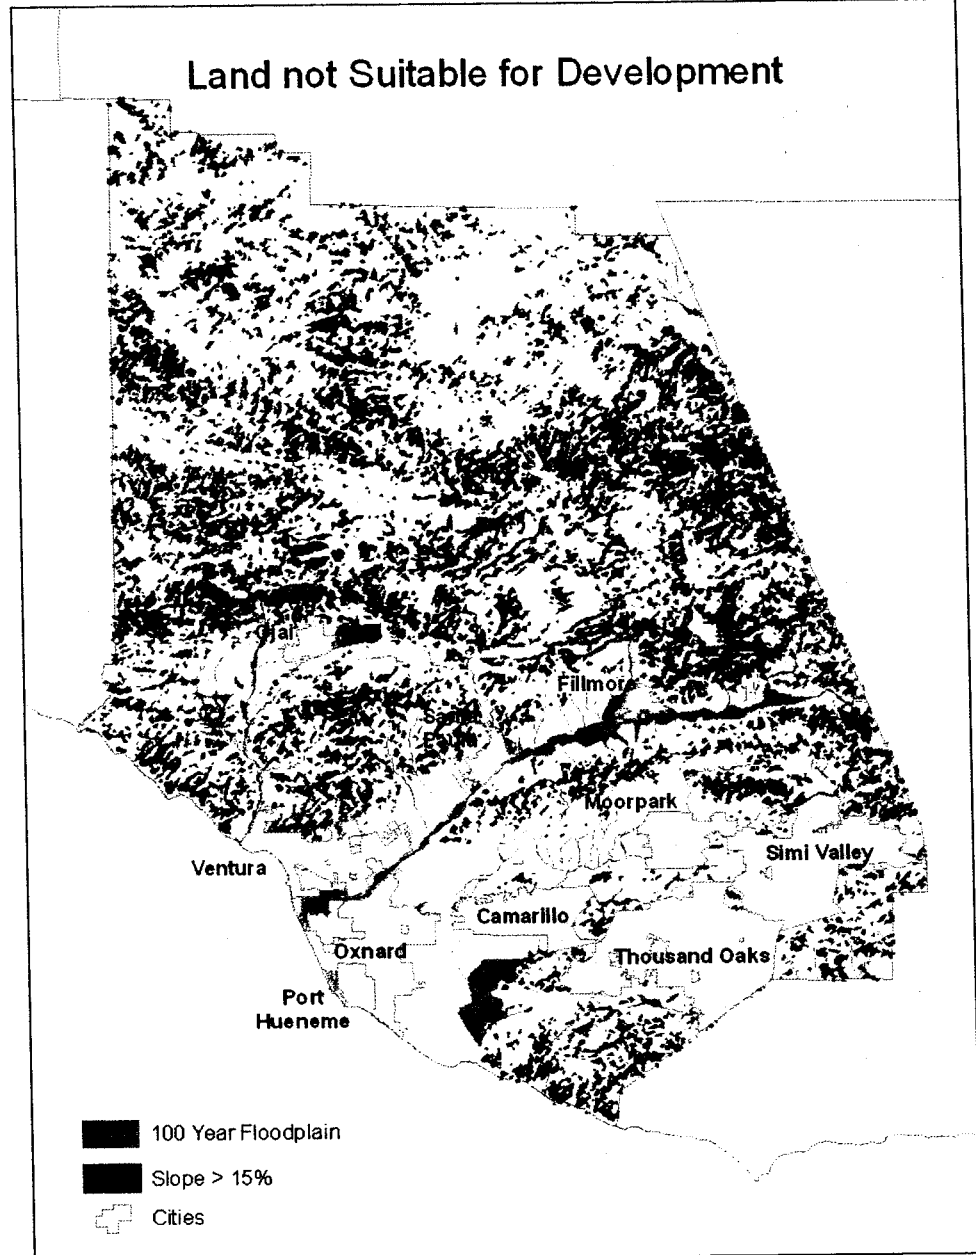 Land not Suitable for Development
Ojai
Fillmore
Santa
Moorpark
Simi Valley
Ventura
Camarillo
Oxnard
Thousand Oaks
Port
Hueneme
100 Year Floodplain
Slope > 15%
Cities